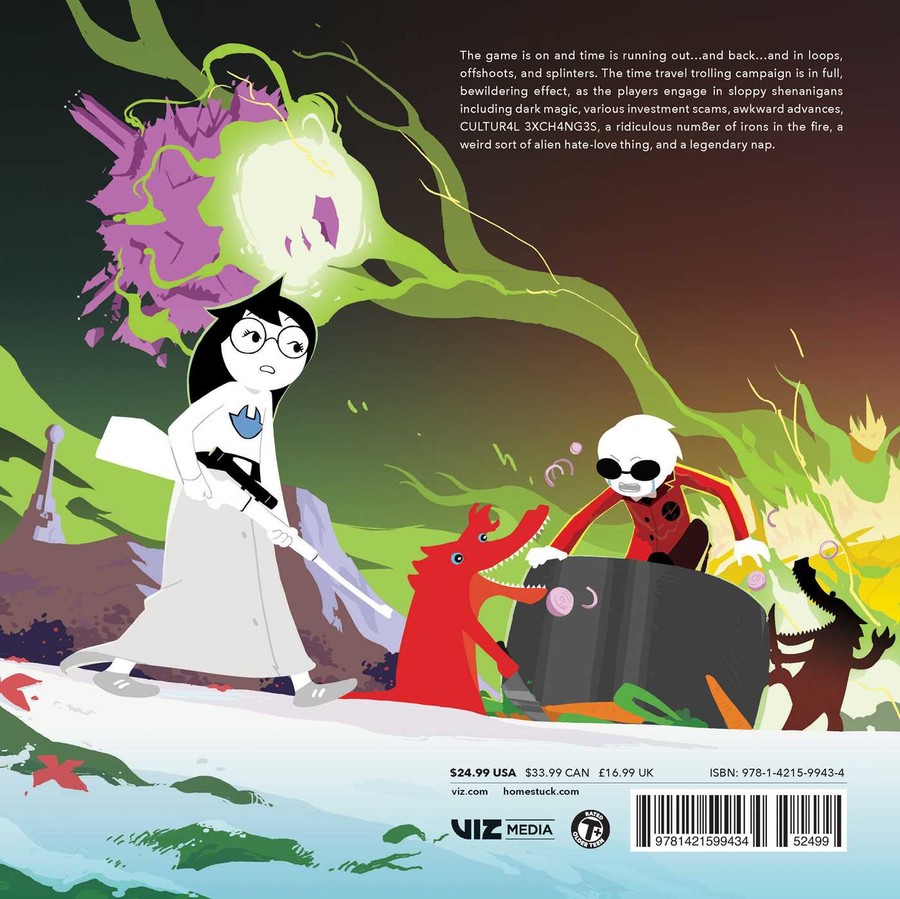 The game is on and time is running out...and back...and in loops,
offshoots, and splinters. The time travel trolling campaign is in full,
bewildering effect, as the players engage in sloppy shenanigans
including dark magic, various investment scams, awkward advances,
CULTUR4L 3XCH4NG3S, a ridiculous num8er of irons in the fire, a
weird sort of alien hate-love thing, and a legendary nap.
$24.99 USA $33.99 CAN £16.99 UK ISBN: 978-1-4215-9943-4
viz.com homestuck.com
VIZ MEDIA
RATED
T+
OLDER TEEN
9781421599434 52499